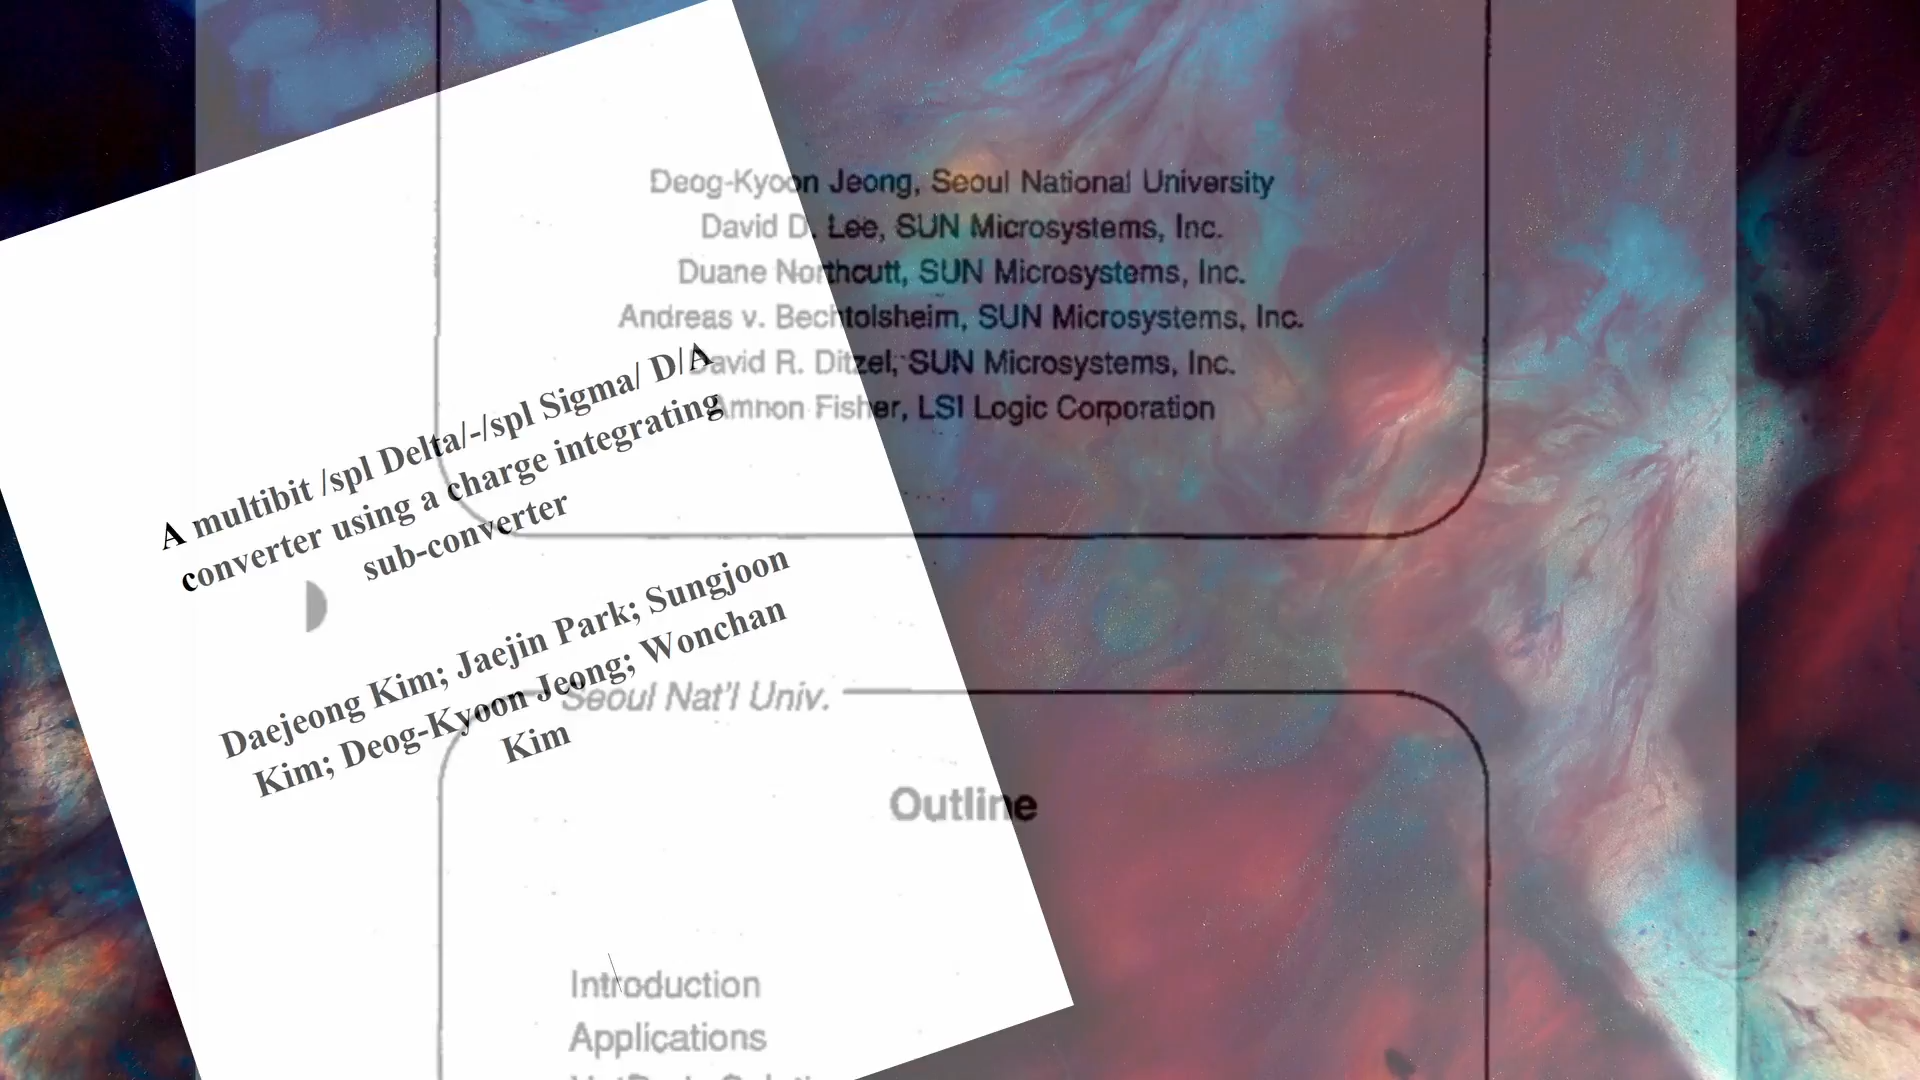 Deog-Kyoon Jeong, Seoul National University
David D. Lee, SUN Microsystems, Inc.
Duane Northcutt, SUN Microsystems, Inc.
Andreas v. Bechtolsheim, SUN Microsystems, Inc.
David R. Ditzel, SUN Microsystems, Inc.
Amnon Fisher, LSI Logic Corporation
A multibit /spl Delta/-/spl Sigma/ D/A
converter using a charge integrating
sub-converter
Daejeong Kim; Jaejin Park; Sungjoon
Kim; Deog-Kyoon Jeong; Wonchan
Kim
Seoul Nat'l Univ.
Outline
Introduction
Applications